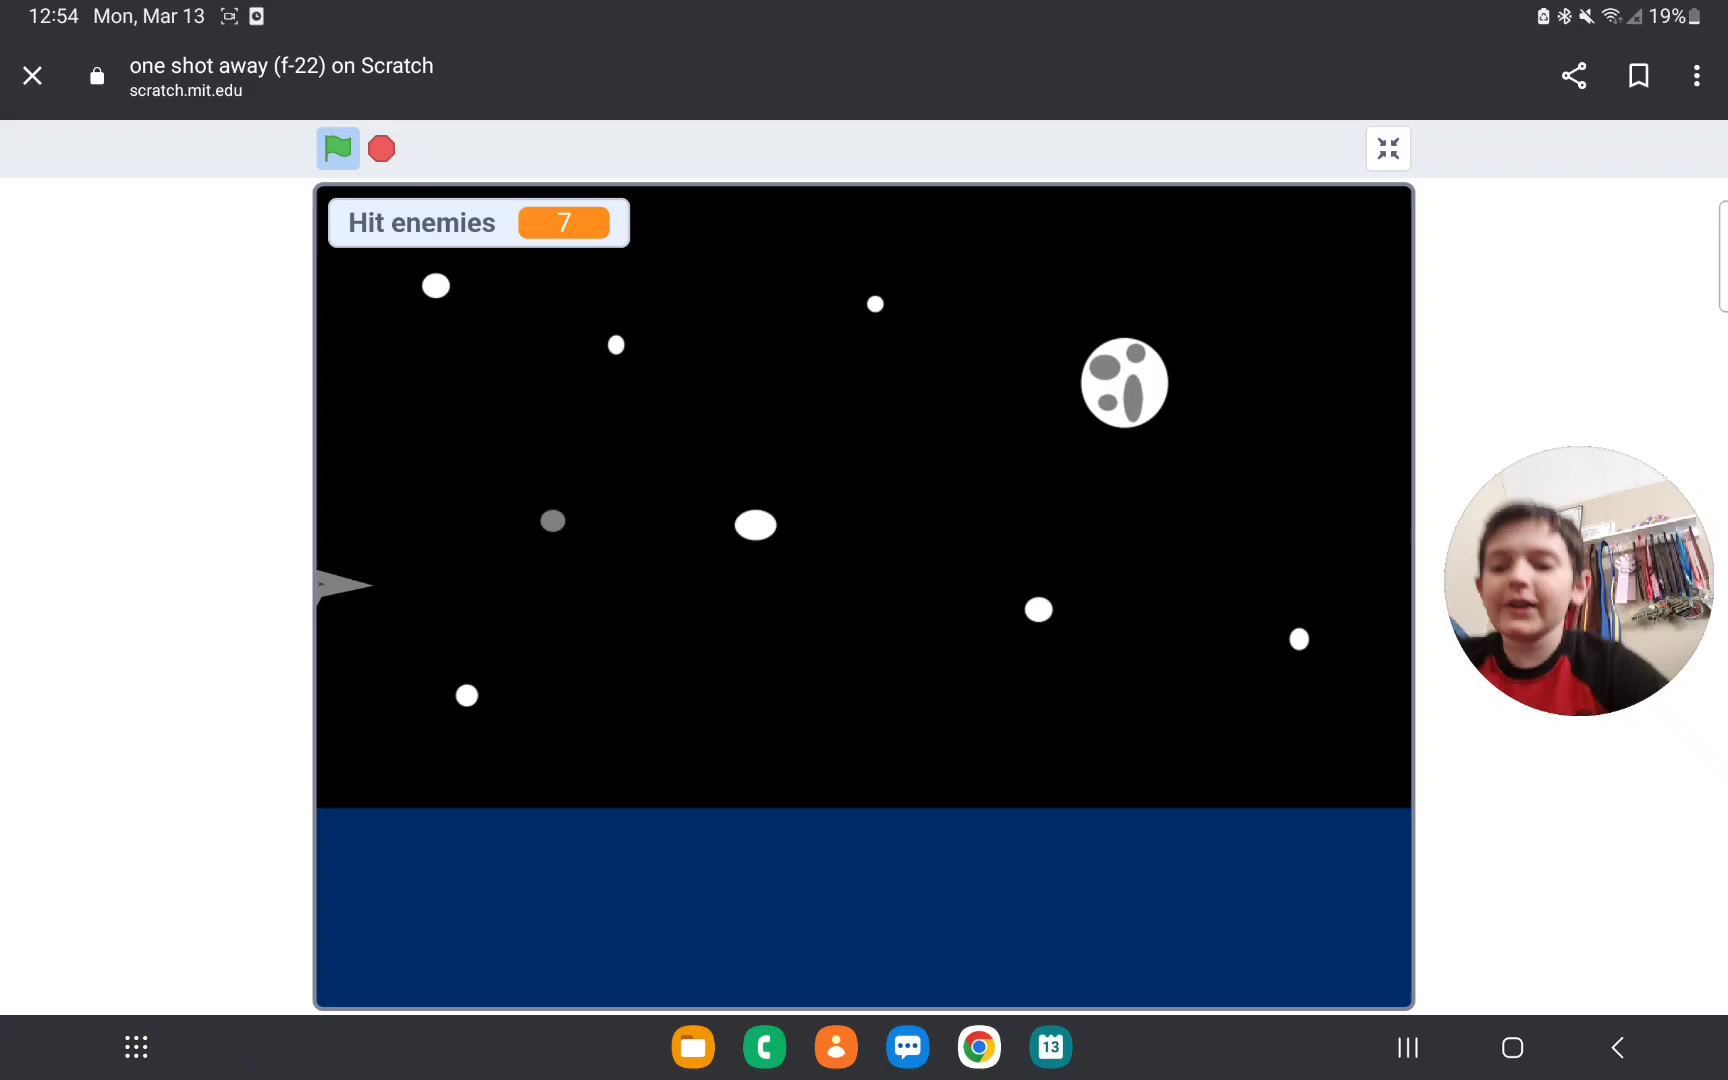 12:54 Mon, Mar 13
19%
one shot away (f-22) on Scratch
scratch.mit.edu
Hit enemies 7
13